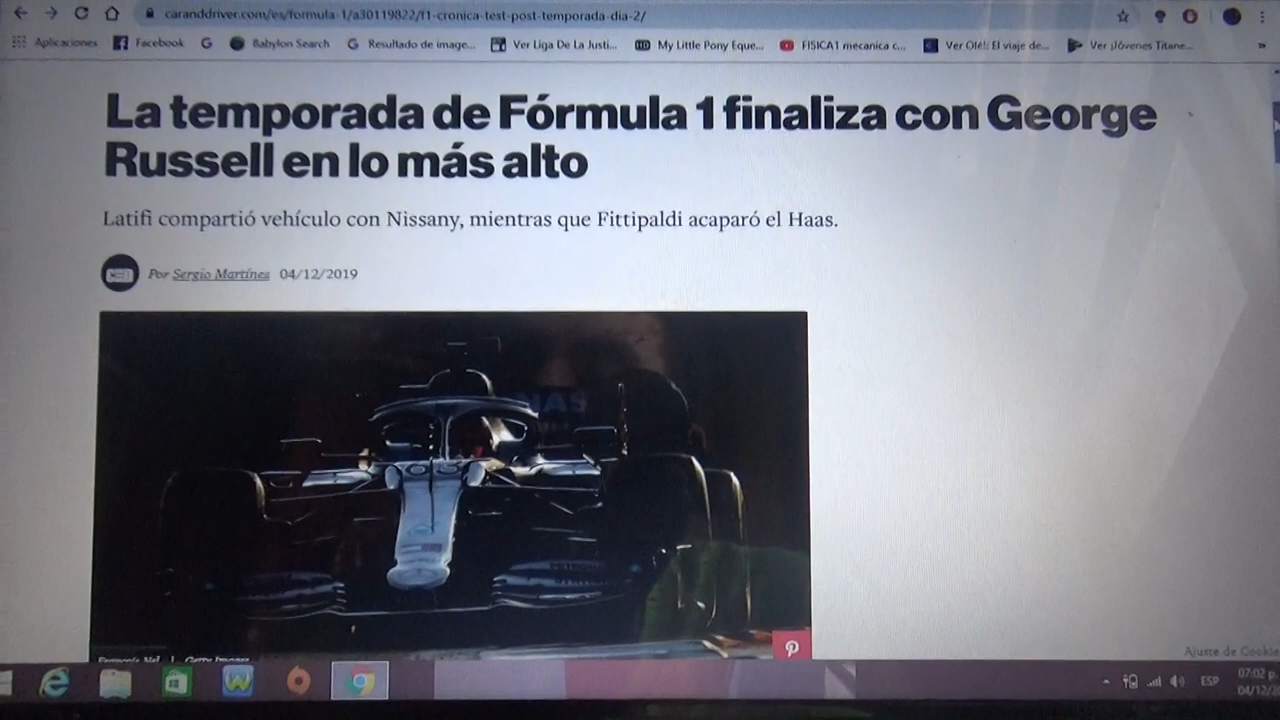 caranddriver.com/es/formula-1/a30119822/f1-cronica-test-post-temporada-dia-2/
Aplicaciones Facebook Babylon Search Resultado de image... Ver Liga De La Justi... My Little Pony Eque... FISICA1 mecanica c... Ver Olé!: El viaje de... Ver ¡Jóvenes Titane... »
La temporada de Fórmula 1 finaliza con George
Russell en lo más alto
Latifi compartió vehículo con Nissany, mientras que Fittipaldi acaparó el Haas.
Por Sergio Martínes 04/12/2019
NAS
63
Ajuste de Cookie
ESP
07:02 p.
04/12/2